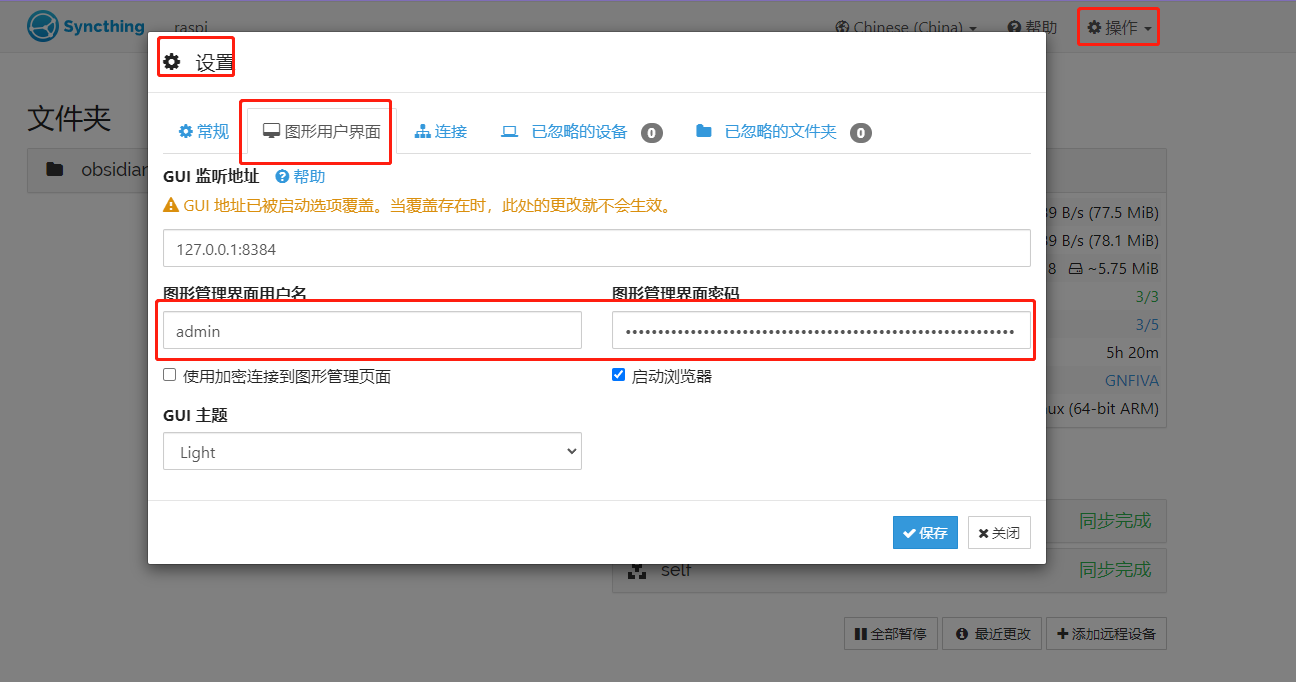 Syncthing raspi Chinese (China) 帮助 操作
设置
文件夹
常规 图形用户界面 连接 已忽略的设备 0 已忽略的文件夹 0
obsidian
GUI 监听地址 帮助
GUI 地址已被启动选项覆盖。当覆盖存在时，此处的更改就不会生效。
127.0.0.1:8384
图形管理界面用户名 图形管理界面密码
admin ••••••••••••••••••••••••••••••••••••••••••••••••••••••••••••
使用加密连接到图形管理页面 启动浏览器
GUI 主题
Light
保存 关闭
39 B/s (77.5 MiB)
39 B/s (78.1 MiB)
8 ~5.75 MiB
3/3
3/5
5h 20m
GNFIVA
ux (64-bit ARM)
同步完成
self 同步完成
全部暂停 最近更改 添加远程设备